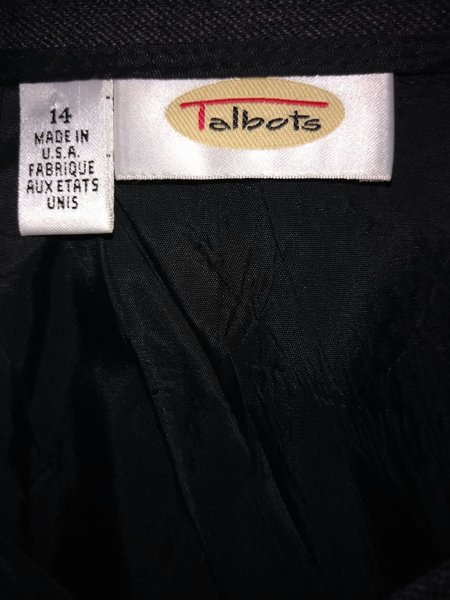 14
MADE IN
U.S.A.
FABRIQUE
AUX ETATS
UNIS
Talbots